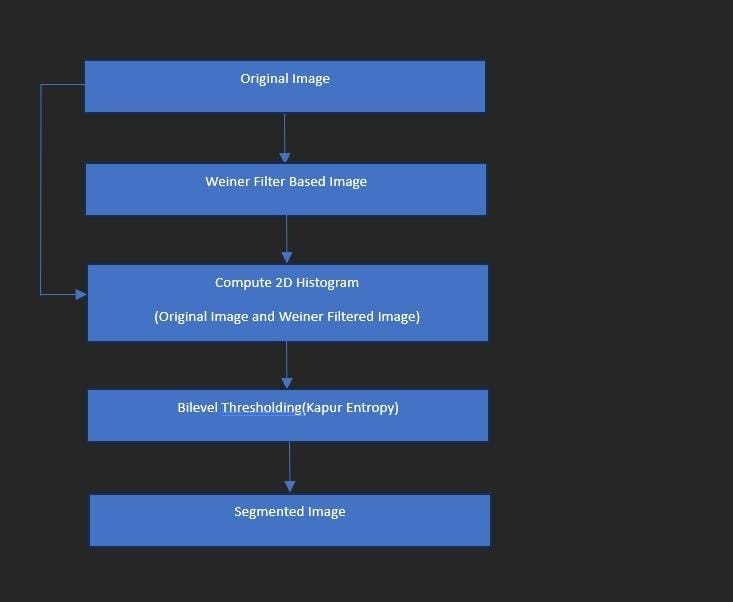 Original Image
Weiner Filter Based Image
Compute 2D Histogram
(Original Image and Weiner Filtered Image)
Bilevel Thresholding(Kapur Entropy)
Segmented Image